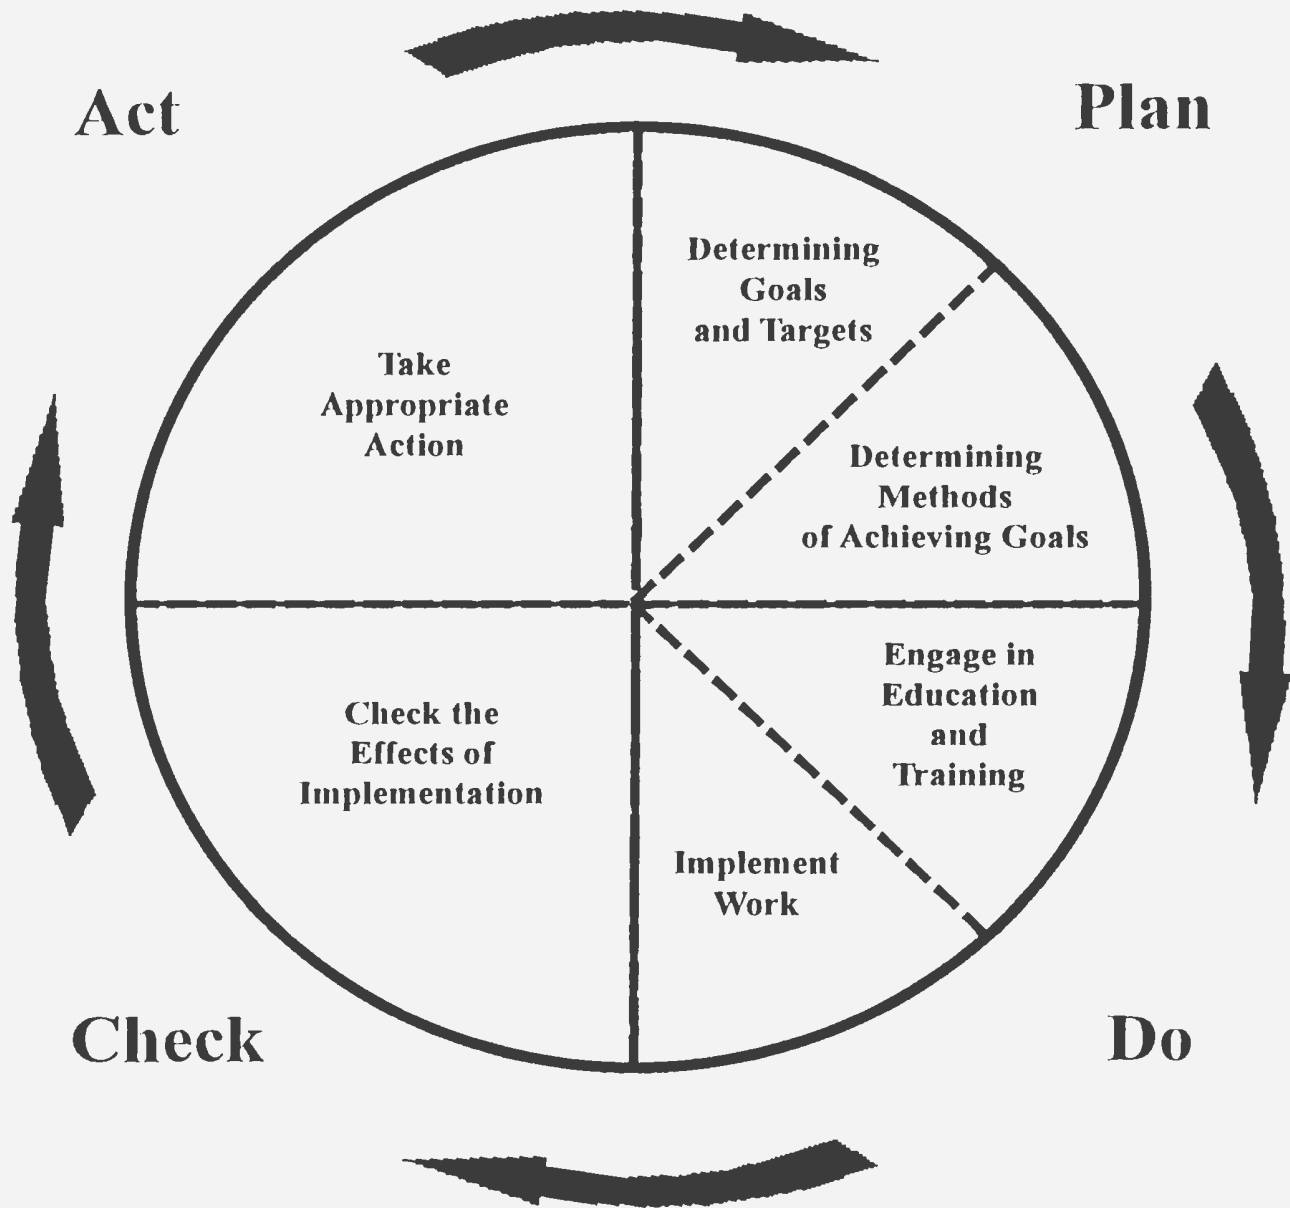 Act
Plan
Determining
Goals
and Targets
Take
Appropriate
Action
Determining
Methods
of Achieving Goals
Engage in
Education
and
Training
Check the
Effects of
Implementation
Implement
Work
Check
Do